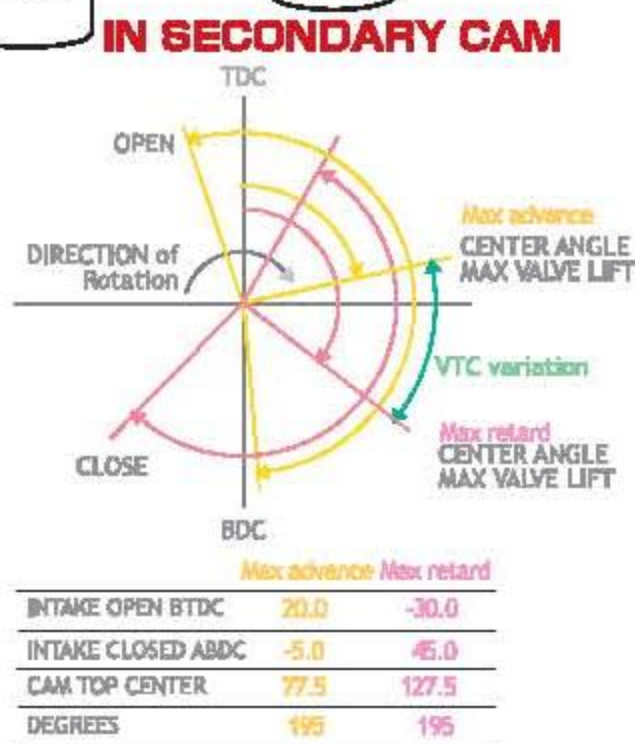 IN SECONDARY CAM
TDC
OPEN
DIRECTION of
Rotation
Max advance
CENTER ANGLE
MAX VALVE LIFT
VTC variation
Max retard
CENTER ANGLE
MAX VALVE LIFT
CLOSE
BDC
Max advance Max retard
INTAKE OPEN BTDC 20.0 -30.0
INTAKE CLOSED ABDC -5.0 45.0
CAM TOP CENTER 77.5 127.5
DEGREES 195 195